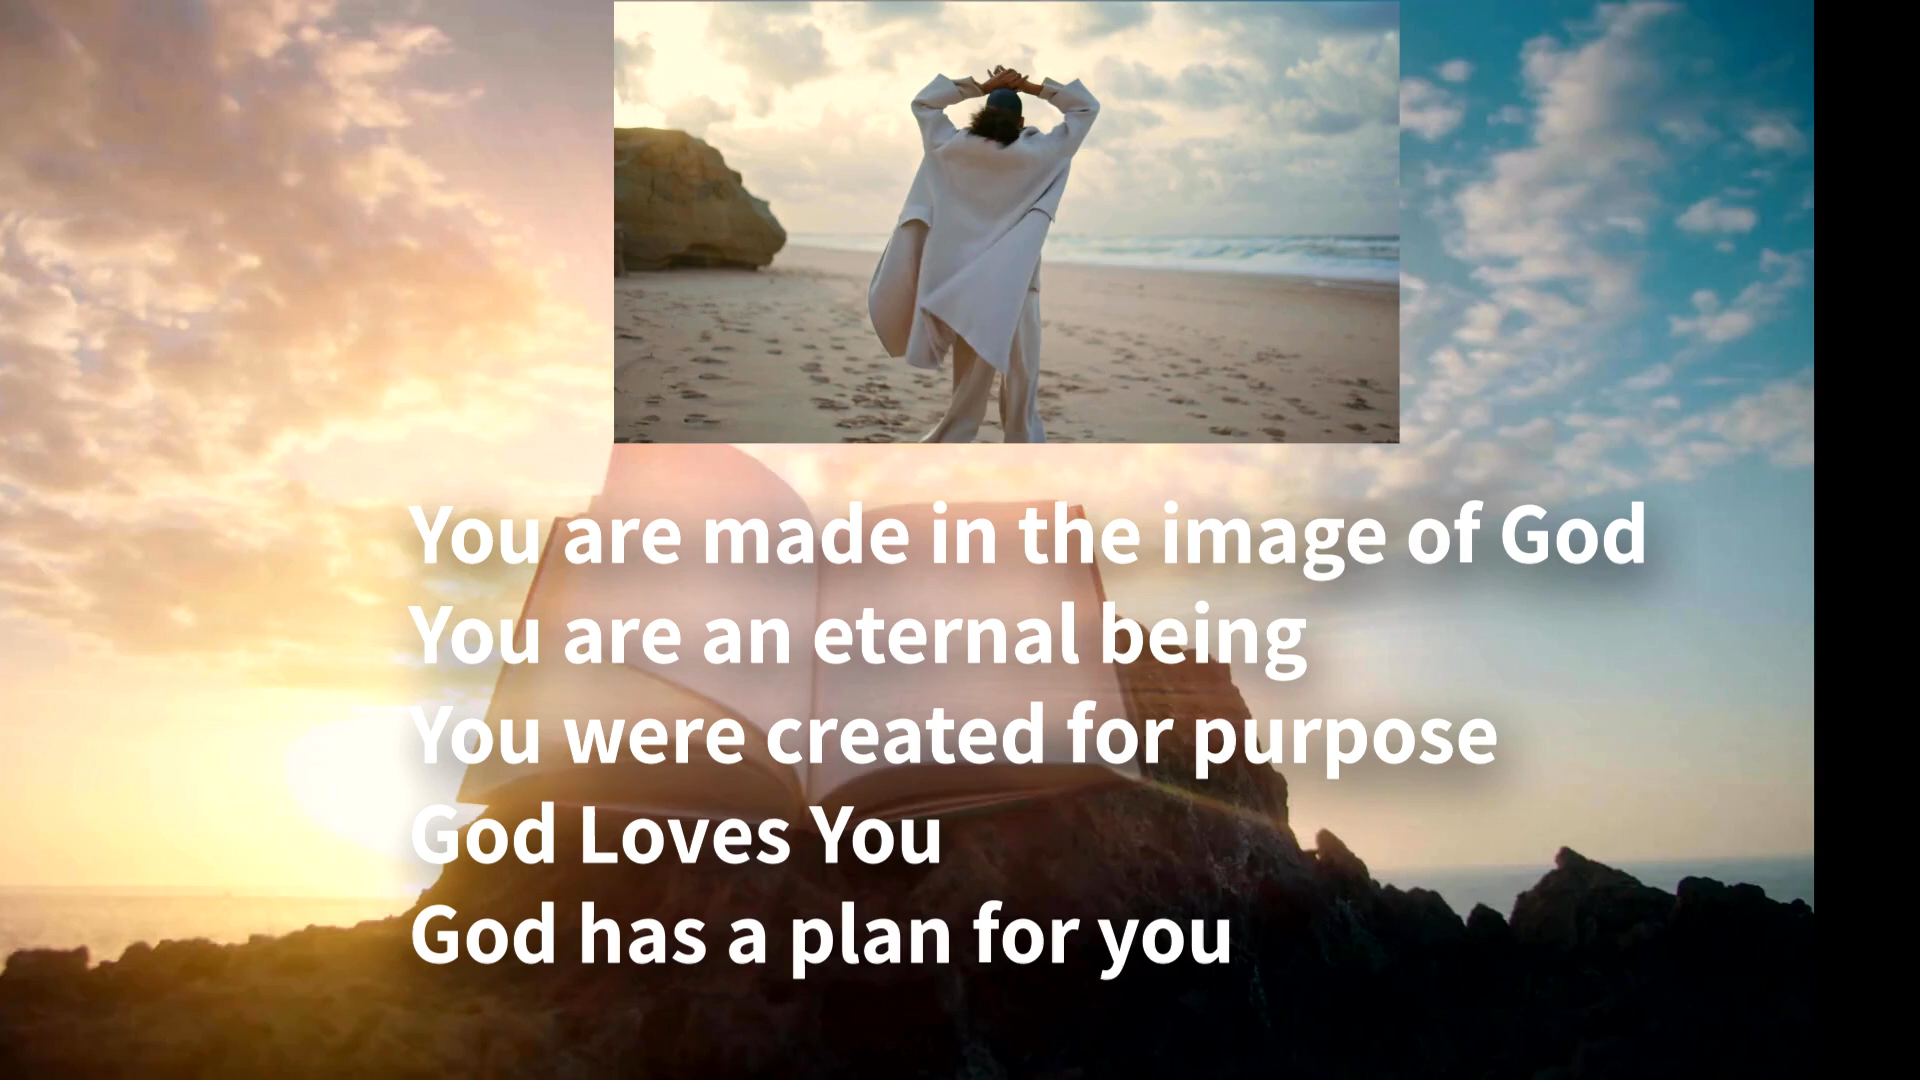 You are made in the image of God
You are an eternal being
You were created for purpose
God Loves You
God has a plan for you